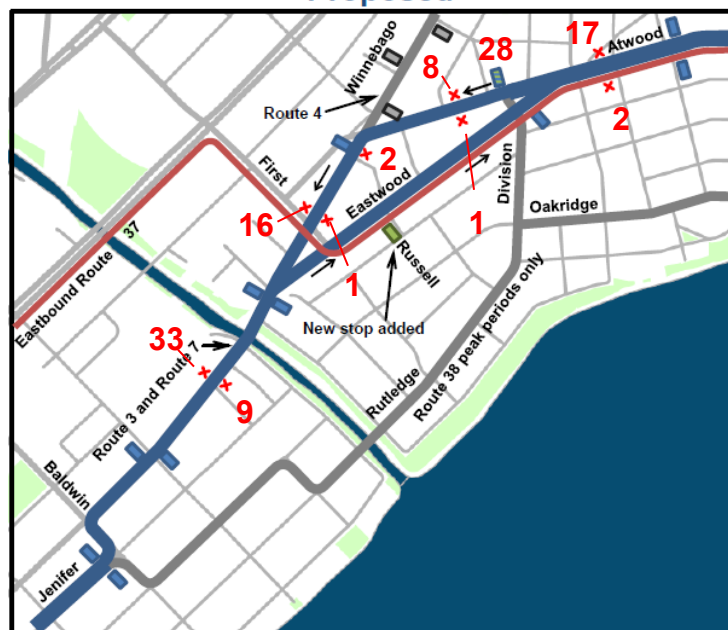 Proposed
Winnebago
28
17
Atwood
8
Route 4
2
2
First
Eastwood
Division
16
1
1
Oakridge
Eastbound Route 37
Russell
New stop added
33
Route 3 and Route 7
9
Rutledge
Route 38 peak periods only
Baldwin
Jenifer